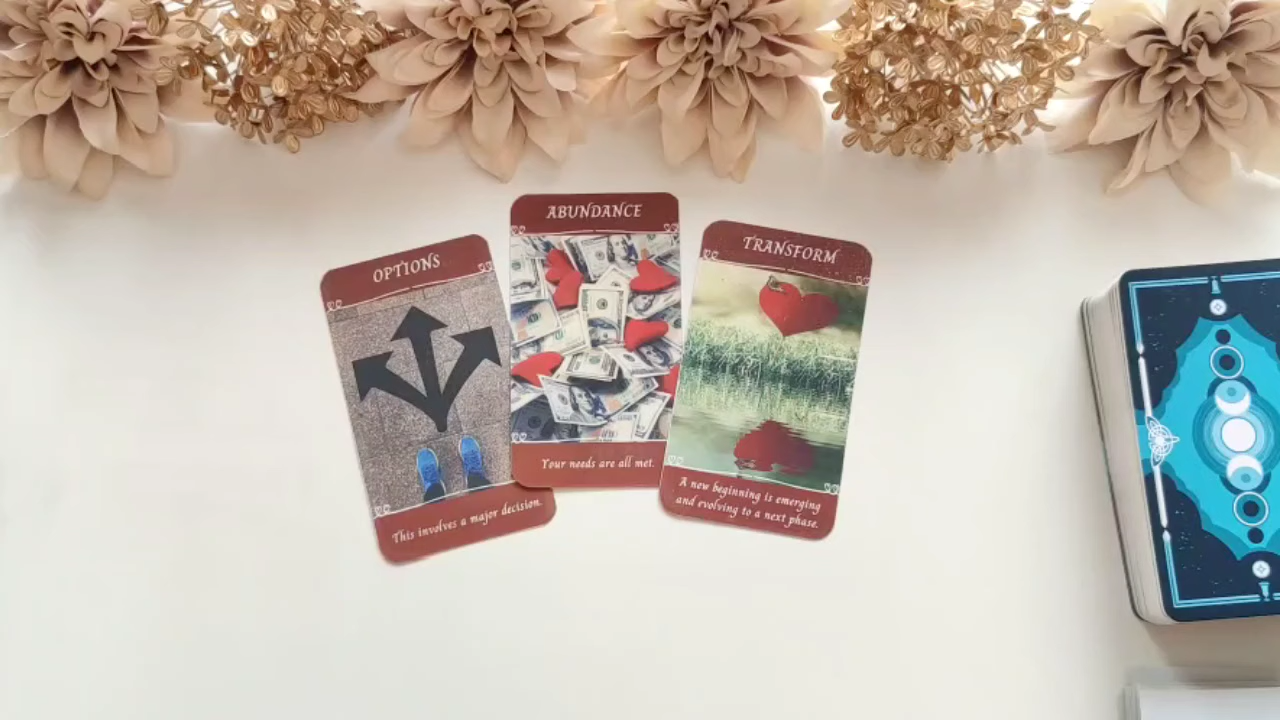 OPTIONS
This involves a major decision.
ABUNDANCE
Your needs are all met.
TRANSFORM
A new beginning is emerging
and evolving to a next phase.